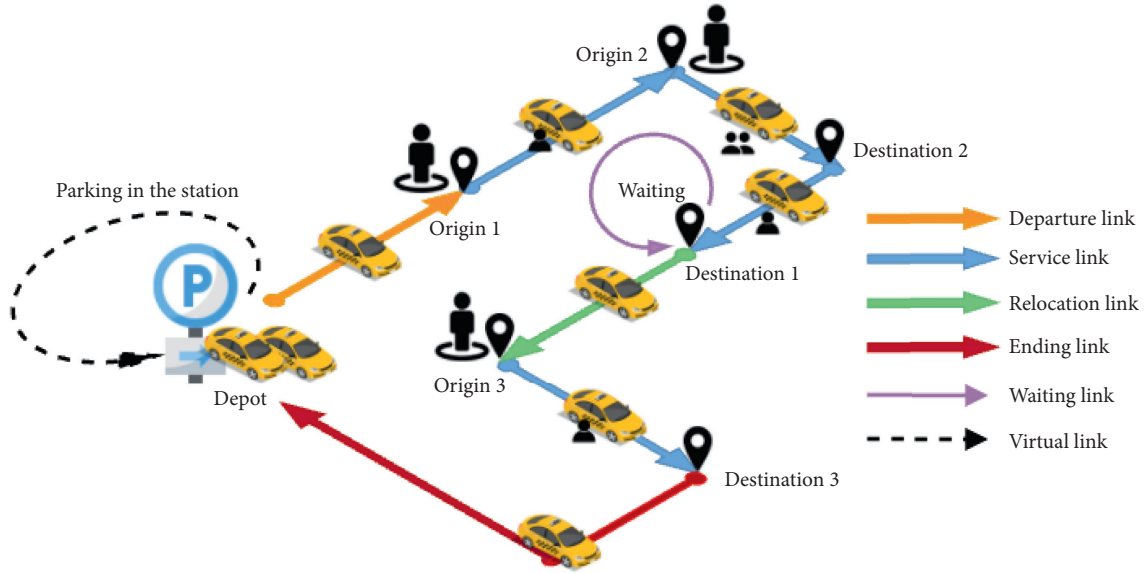 Origin 2
Destination 2
Parking in the station
Waiting
Origin 1
Destination 1
P
Origin 3
Depot
Destination 3
Departure link
Service link
Relocation link
Ending link
Waiting link
Virtual link